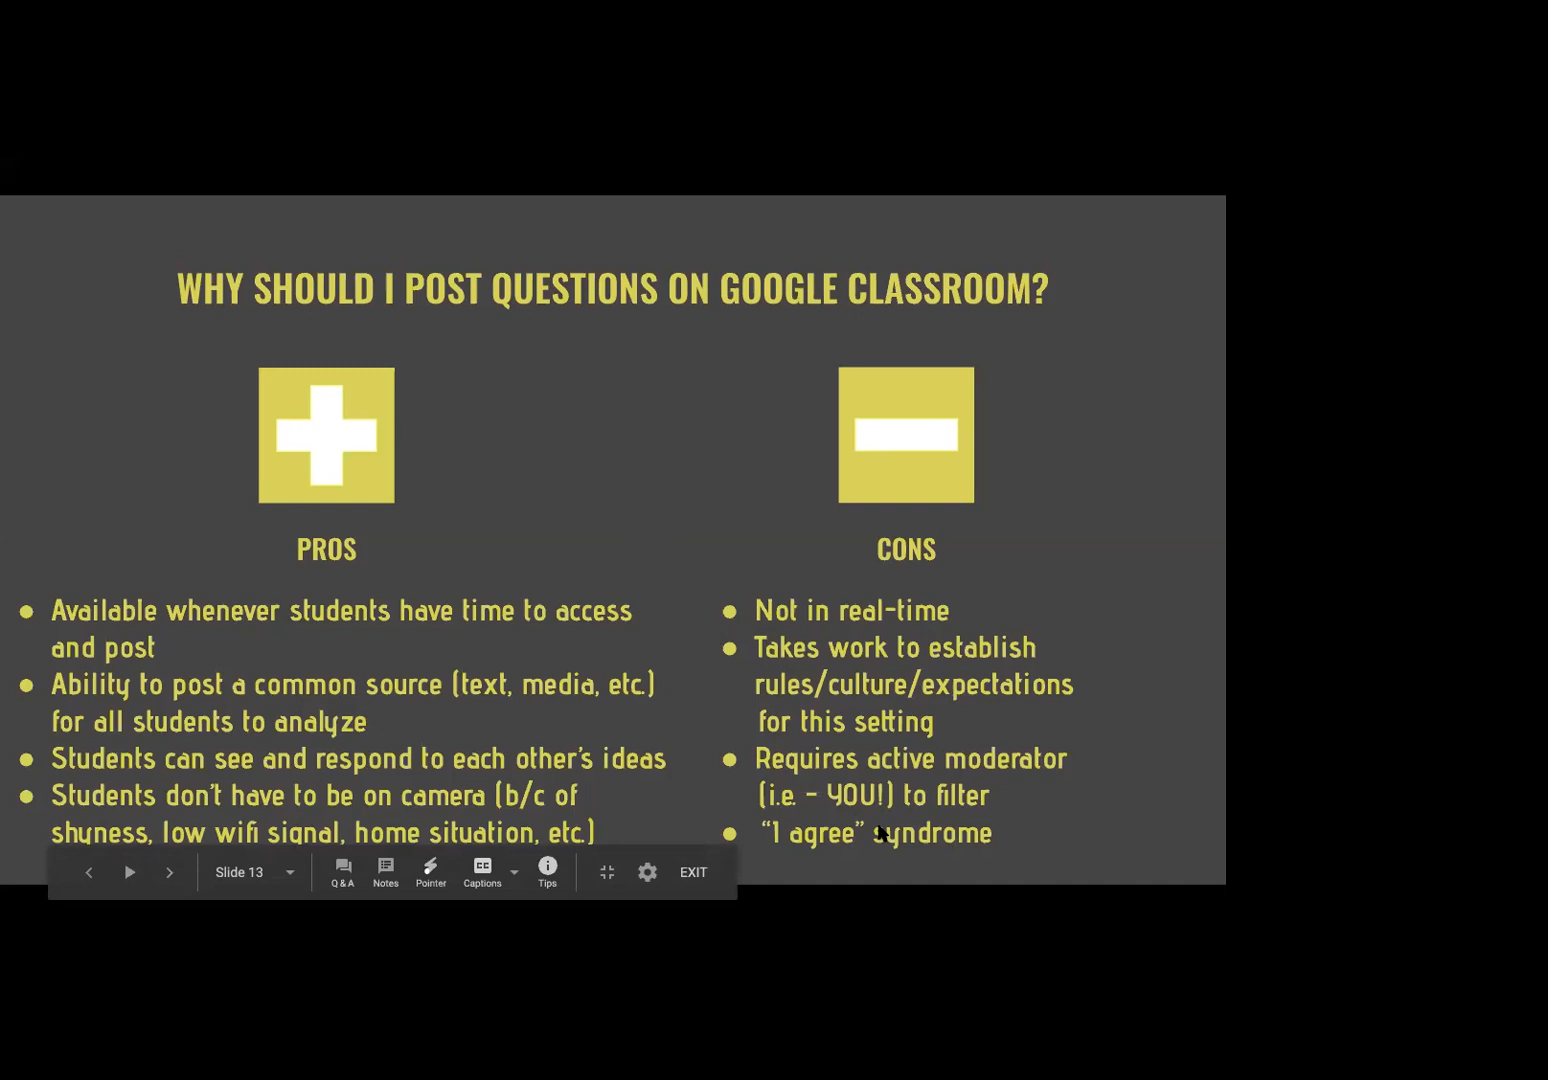 WHY SHOULD I POST QUESTIONS ON GOOGLE CLASSROOM?
PROS
● Available whenever students have time to access
and post
● Ability to post a common source (text, media, etc.)
for all students to analyze
● Students can see and respond to each other's ideas
● Students don't have to be on camera (b/c of
shyness, low wifi signal, home situation, etc.)
CONS
● Not in real-time
● Takes work to establish
rules/culture/expectations
for this setting
● Requires active moderator
(i.e. - YOU!) to filter
● “I agree” syndrome
Slide 13
Q & A
Notes
Pointer
CC
Captions
Tips
EXIT